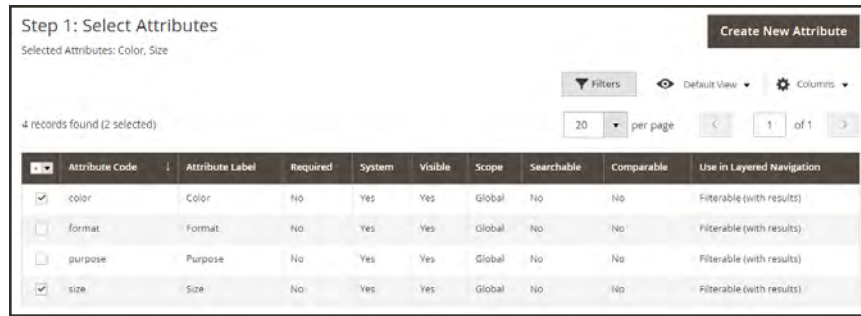 Step 1: Select Attributes
Create New Attribute
Selected Attributes: Color, Size
Filters Default View Columns
4 records found (2 selected)
20 per page 1 of 1
Attribute Code Attribute Label Required System Visible Scope Searchable Comparable Use in Layered Navigation
color Color No Yes Yes Global No No Filterable (with results)
format Format No Yes Yes Global No No Filterable (with results)
purpose Purpose No Yes Yes Global No No Filterable (with results)
size Size No Yes Yes Global No No Filterable (with results)